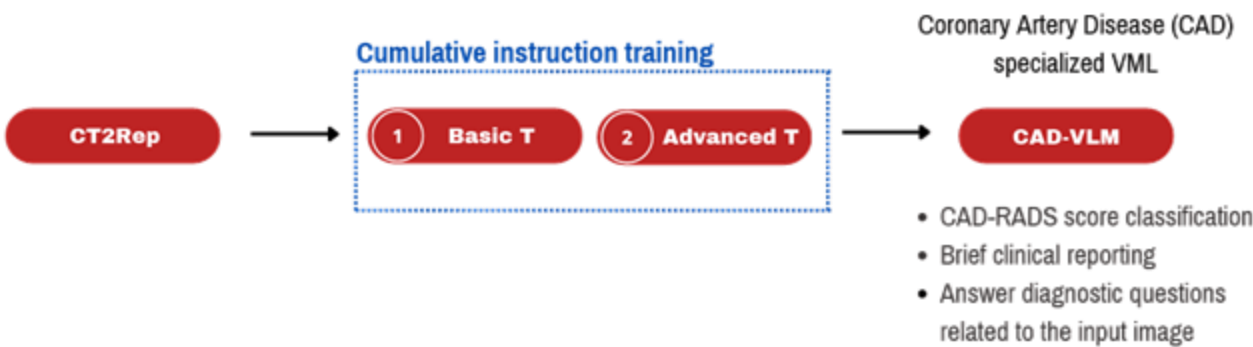 Coronary Artery Disease (CAD)
specialized VML
Cumulative instruction training
CT2Rep
1 Basic T
2 Advanced T
CAD-VLM
• CAD-RADS score classification
• Brief clinical reporting
• Answer diagnostic questions
related to the input image